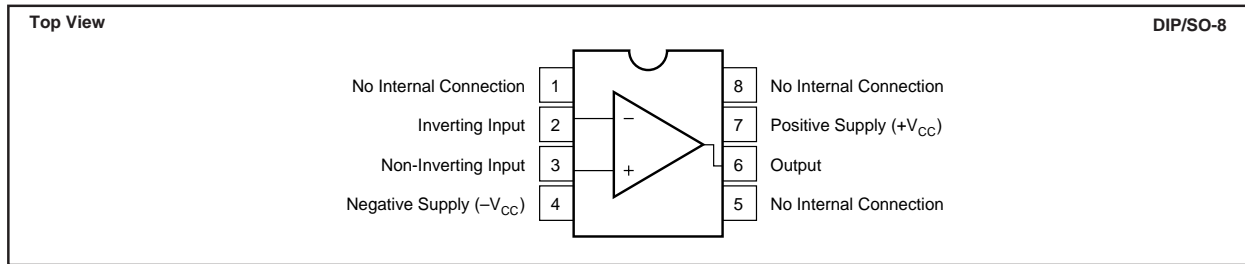 Top View
DIP/SO-8
No Internal Connection 1
8 No Internal Connection
Inverting Input 2
−
7 Positive Supply (+VCC)
Non-Inverting Input 3
+
6 Output
Negative Supply (–VCC) 4
5 No Internal Connection